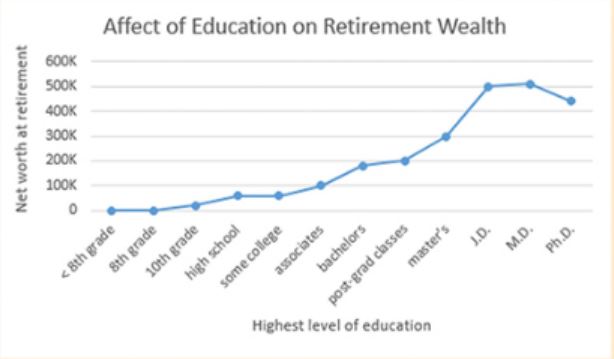 Affect of Education on Retirement Wealth
Net worth at retirement
600K
500K
400K
300K
200K
100K
0
< 8th grade
8th grade
10th grade
high school
some college
associates
bachelors
post-grad classes
master's
J.D.
M.D.
Ph.D.
Highest level of education